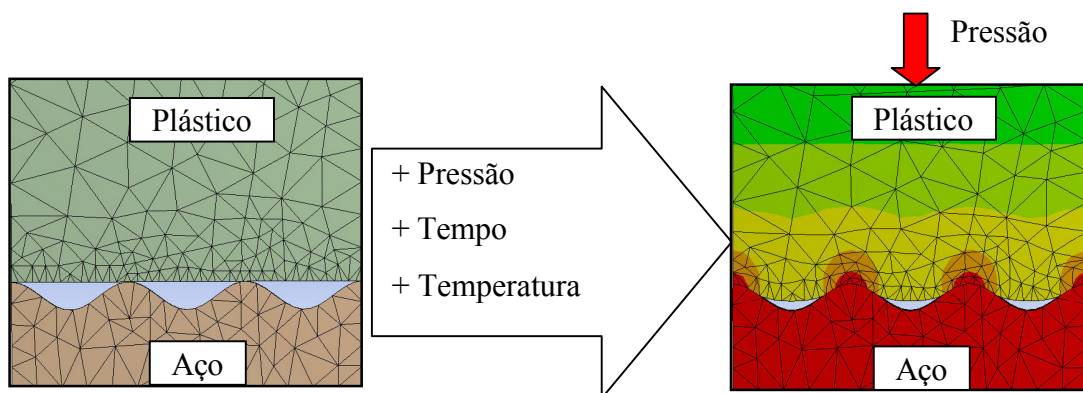 Plástico
Aço
+ Pressão
+ Tempo
+ Temperatura
Pressão
Plástico
Aço